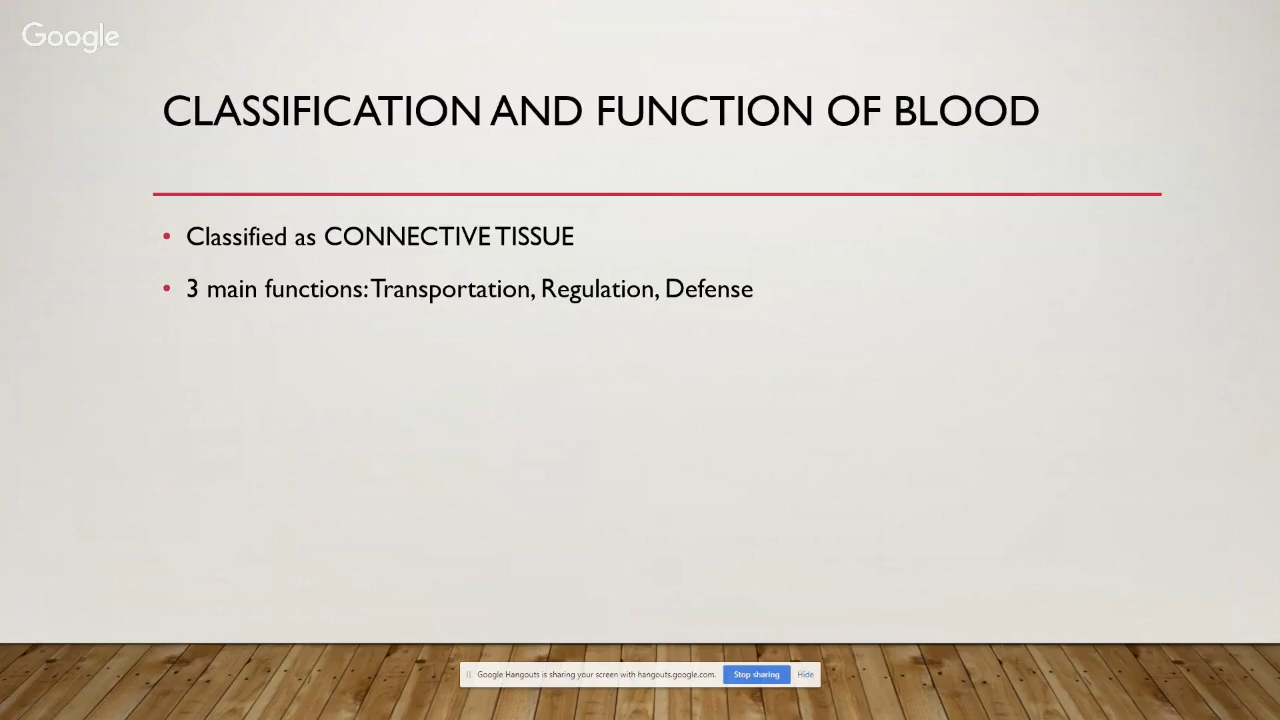 Google
CLASSIFICATION AND FUNCTION OF BLOOD
• Classified as CONNECTIVE TISSUE
• 3 main functions: Transportation, Regulation, Defense
Google Hangouts is sharing your screen with hangouts.google.com. Stop sharing Hide